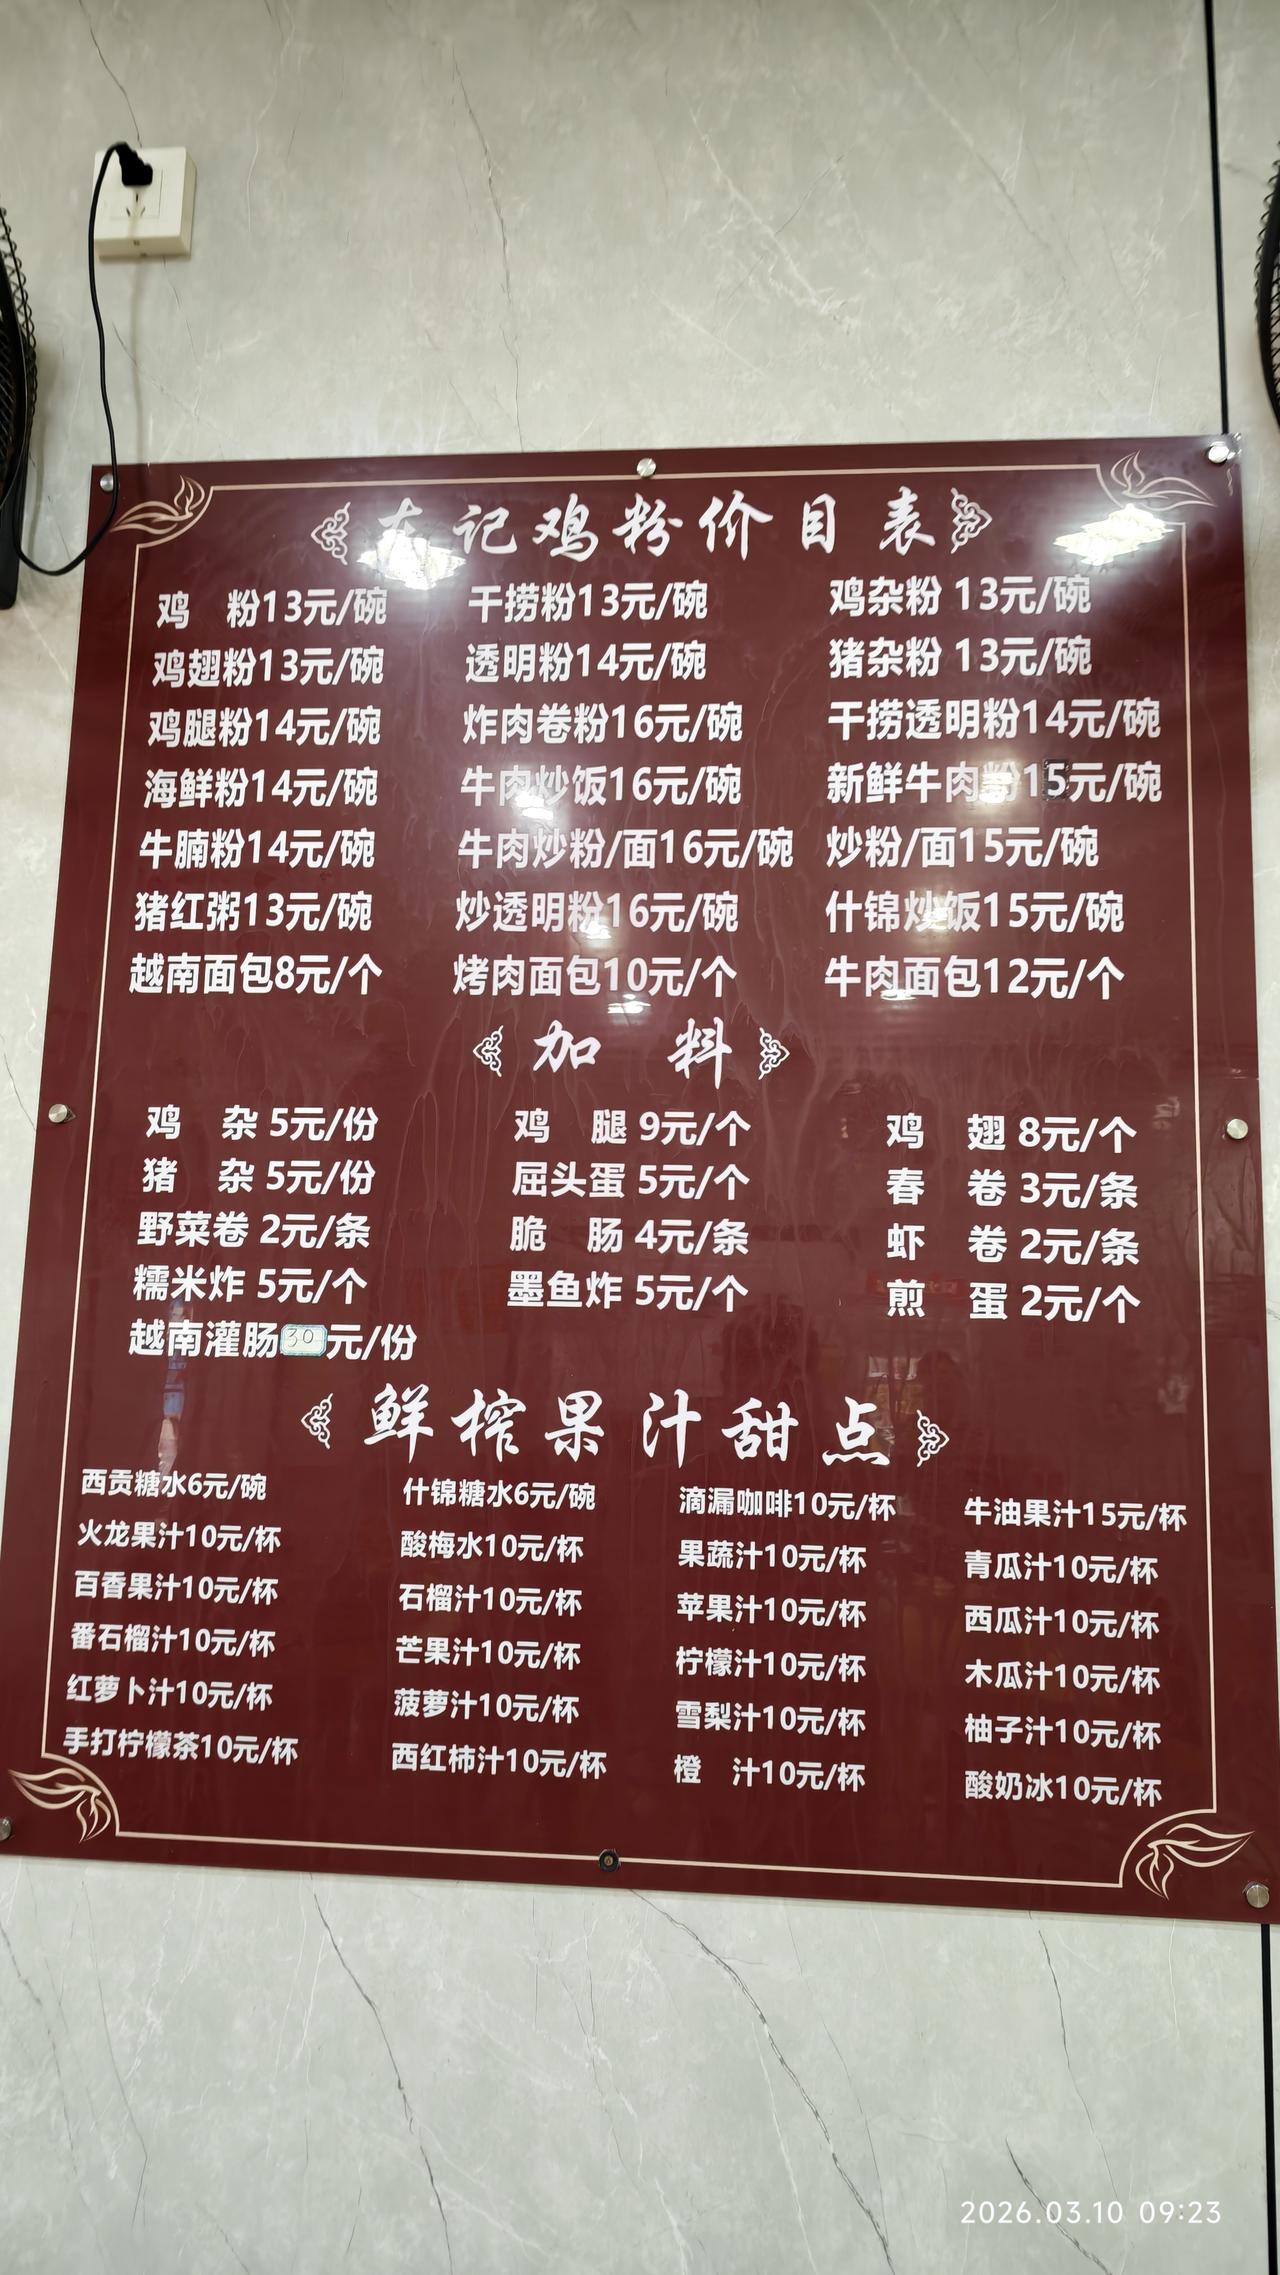 记鸡粉价目表
鸡 粉13元/碗 干捞粉13元/碗 鸡杂粉 13元/碗
鸡翅粉13元/碗 透明粉14元/碗 猪杂粉 13元/碗
鸡腿粉14元/碗 炸肉卷粉16元/碗 干捞透明粉14元/碗
海鲜粉14元/碗 牛肉炒饭16元/碗 新鲜牛肉粉15元/碗
牛腩粉14元/碗 牛肉炒粉/面16元/碗 炒粉/面15元/碗
猪红粥13元/碗 炒透明粉16元/碗 什锦炒饭15元/碗
越南面包8元/个 烤肉面包10元/个 牛肉面包12元/个
加 料
鸡 杂 5元/份 鸡 腿 9元/个 鸡 翅 8元/个
猪 杂 5元/份 屈头蛋 5元/个 春 卷 3元/条
野菜卷 2元/条 脆 肠 4元/条 虾 卷 2元/条
糯米炸 5元/个 墨鱼炸 5元/个 煎 蛋 2元/个
越南灌肠30元/份
鲜榨果汁甜点
西贡糖水6元/碗 什锦糖水6元/碗 滴漏咖啡10元/杯 牛油果汁15元/杯
火龙果汁10元/杯 酸梅水10元/杯 果蔬汁10元/杯 青瓜汁10元/杯
百香果汁10元/杯 石榴汁10元/杯 苹果汁10元/杯 西瓜汁10元/杯
番石榴汁10元/杯 芒果汁10元/杯 柠檬汁10元/杯 木瓜汁10元/杯
红萝卜汁10元/杯 菠萝汁10元/杯 雪梨汁10元/杯 柚子汁10元/杯
手打柠檬茶10元/杯 西红柿汁10元/杯 橙 汁10元/杯 酸奶冰10元/杯
2026.03.10 09:23